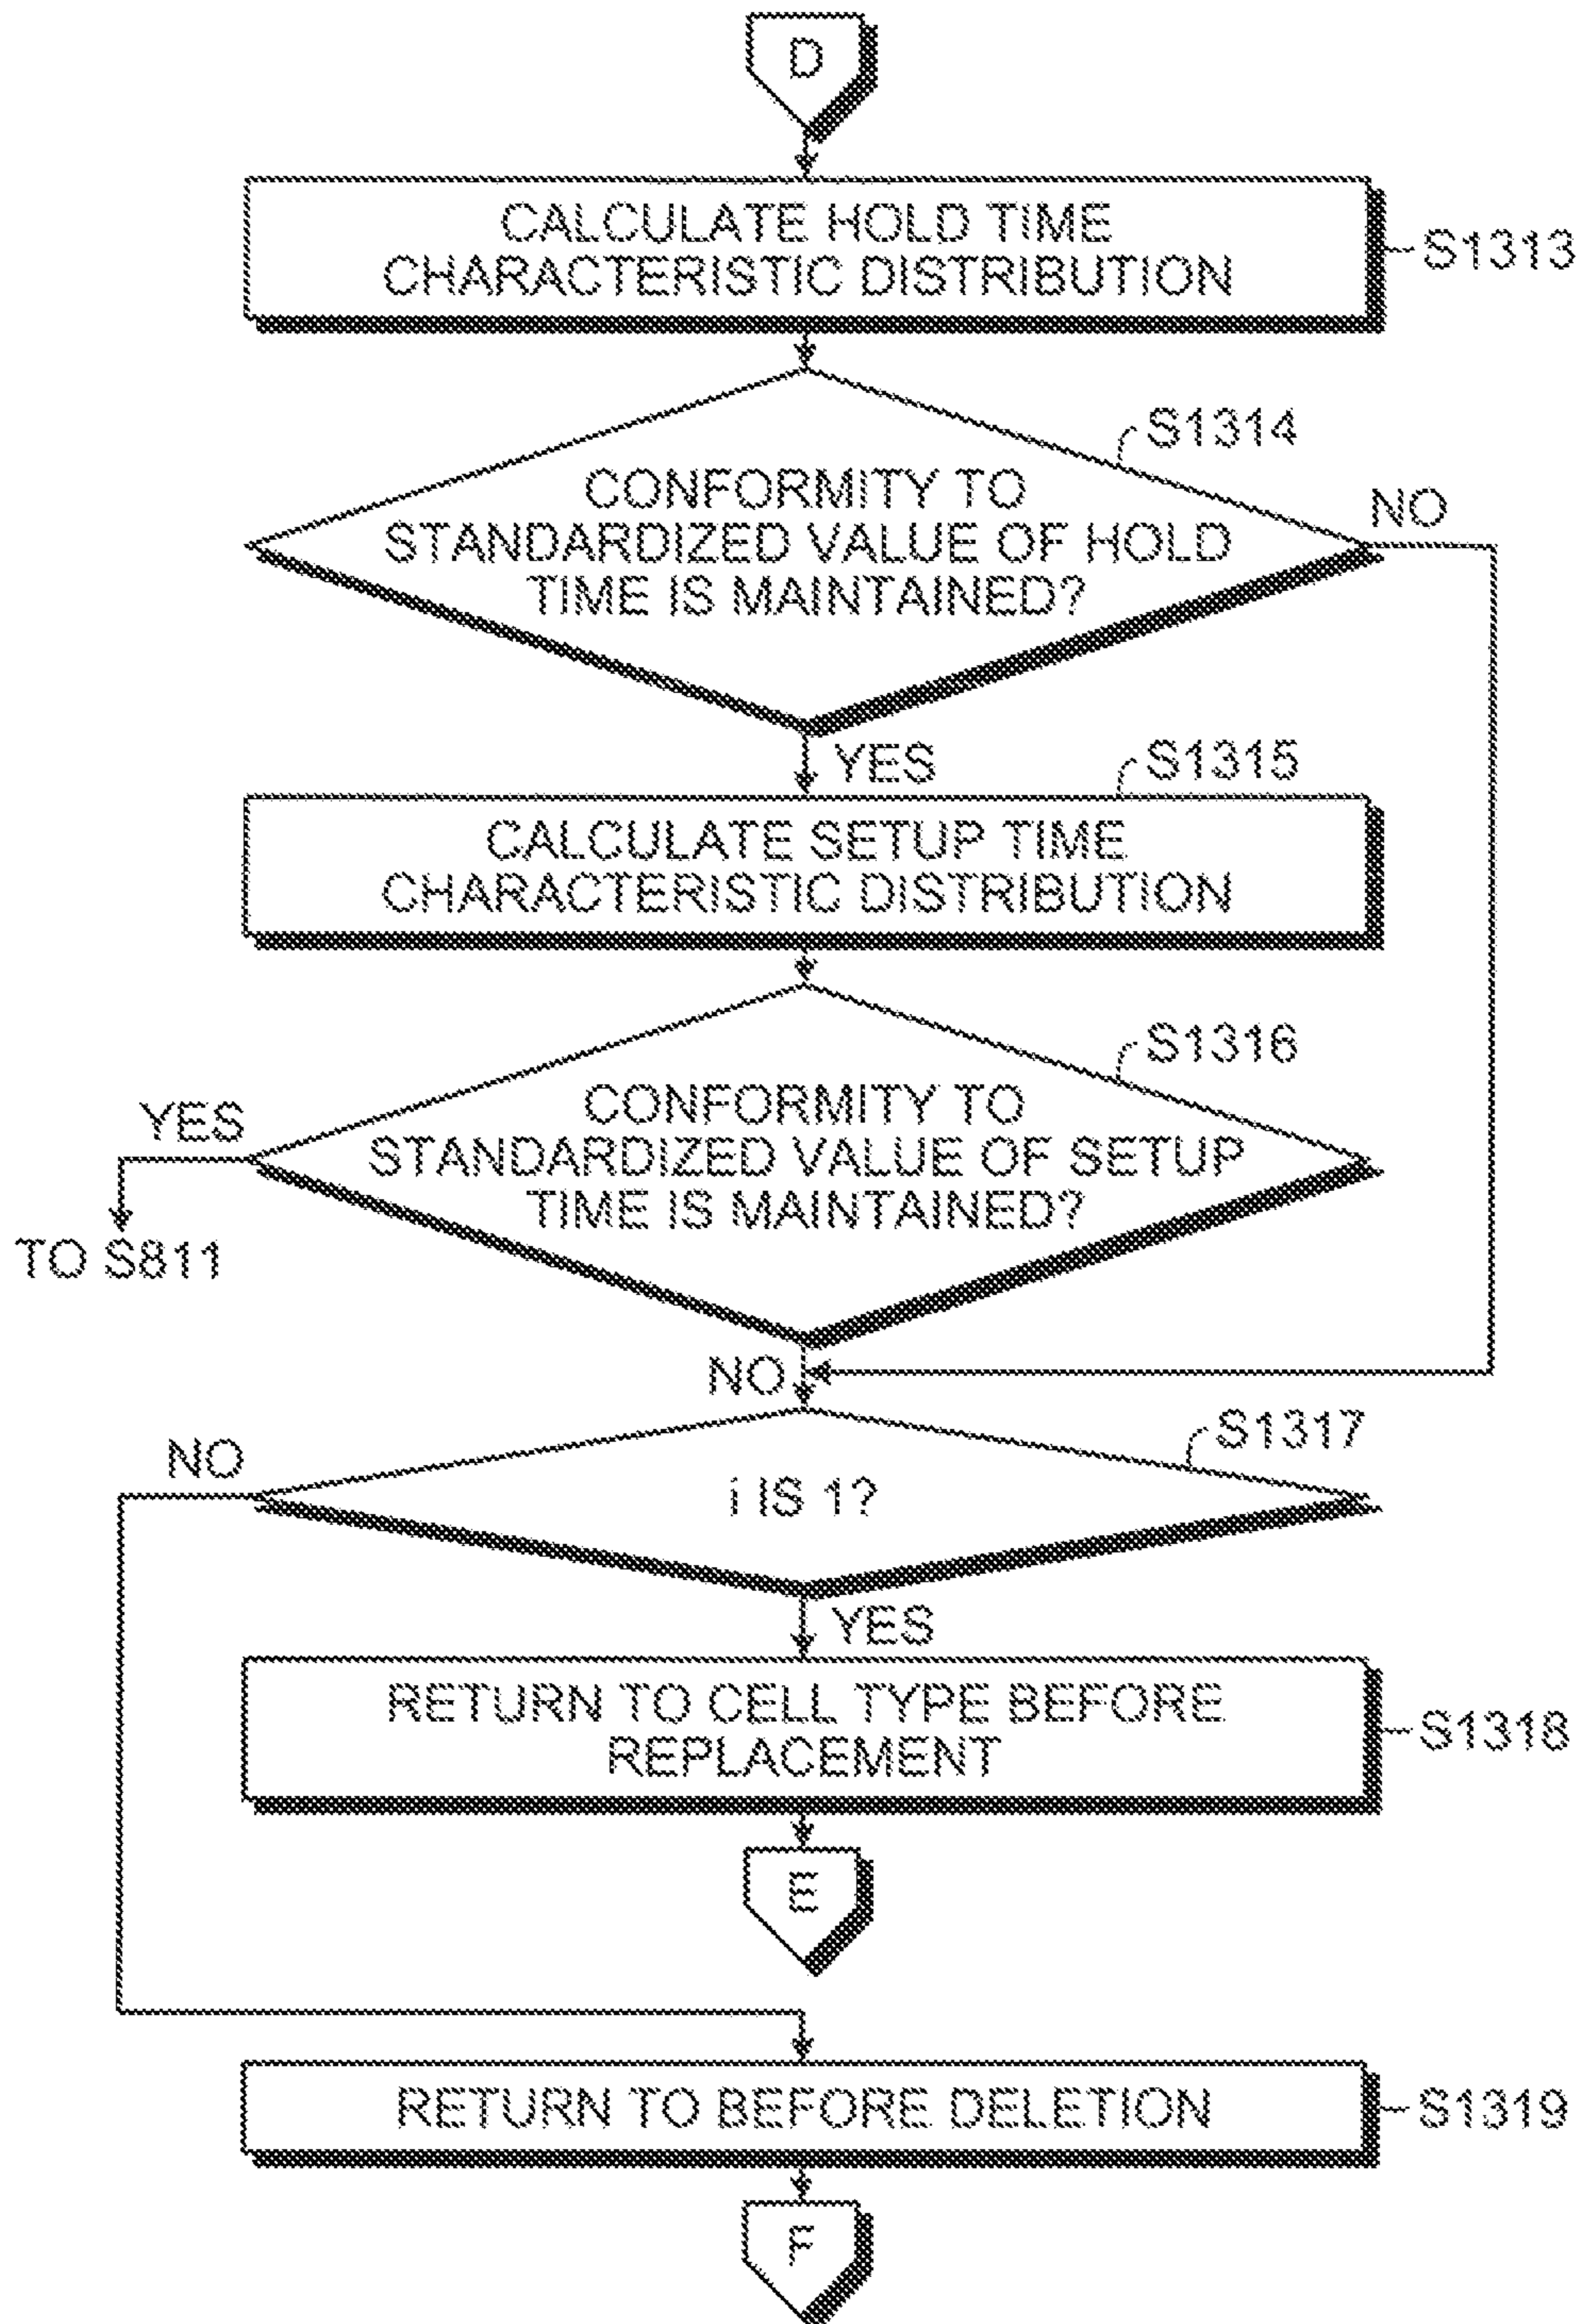 D
CALCULATE HOLD TIME
CHARACTERISTIC DISTRIBUTION
S1313
S1314
CONFORMITY TO
STANDARDIZED VALUE OF HOLD
TIME IS MAINTAINED?
NO
YES
S1315
CALCULATE SETUP TIME
CHARACTERISTIC DISTRIBUTION
S1316
CONFORMITY TO
STANDARDIZED VALUE OF SETUP
TIME IS MAINTAINED?
YES
TO S811
NO
S1317
NO
i IS 1?
YES
RETURN TO CELL TYPE BEFORE
REPLACEMENT
S1318
E
RETURN TO BEFORE DELETION
S1319
F